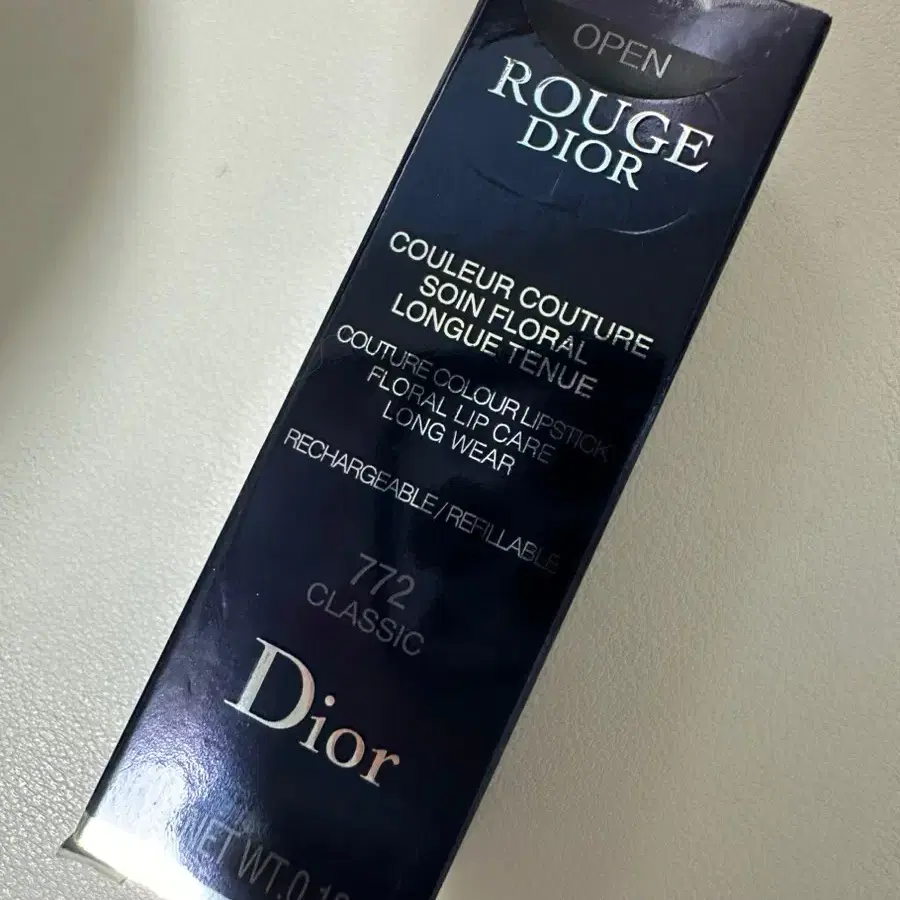 OPEN
ROUGE
DIOR
COULEUR COUTURE
SOIN FLORAL
LONGUE TENUE
COUTURE COLOUR LIPSTICK
FLORAL LIP CARE
LONG WEAR
RECHARGEABLE / REFILLABLE
772
CLASSIC
Dior
NET WT.